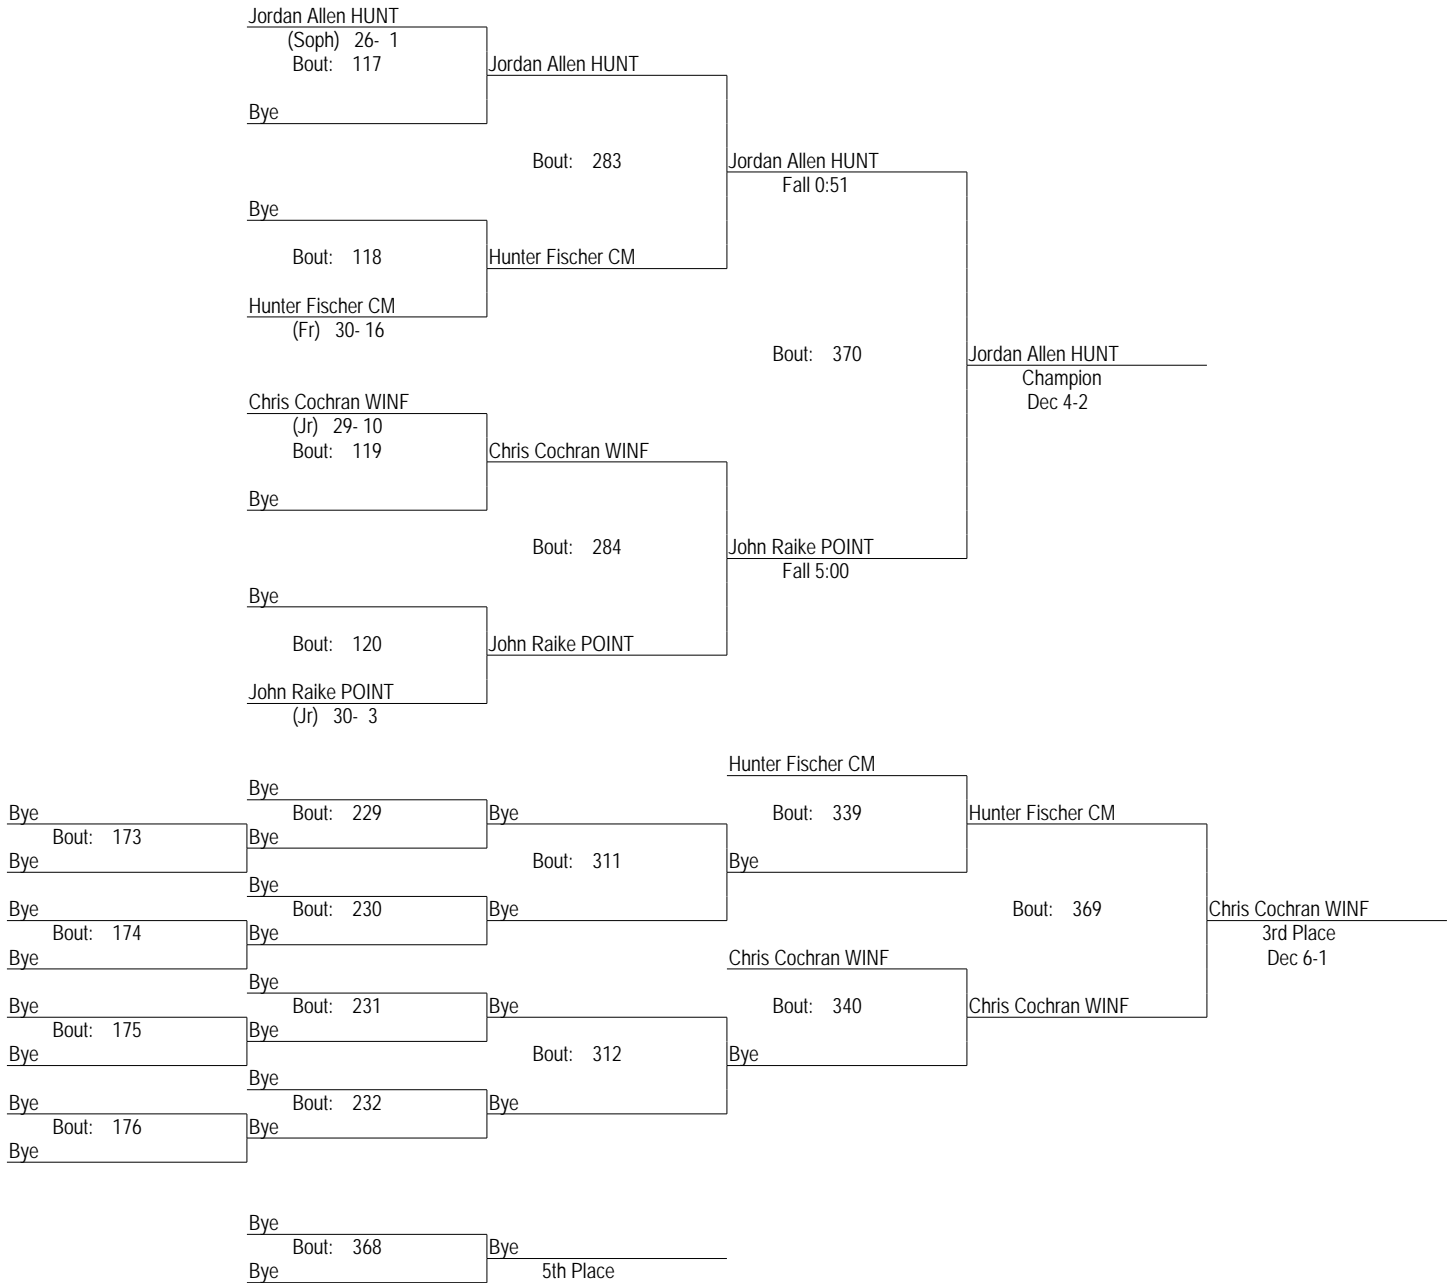 Jordan Allen HUNT
(Soph) 26- 1
Bout: 117
Jordan Allen HUNT
Bye
Bout: 283
Jordan Allen HUNT
Fall 0:51
Bye
Bout: 118
Hunter Fischer CM
Hunter Fischer CM
(Fr) 30- 16
Bout: 370
Jordan Allen HUNT
Champion
Dec 4-2
Chris Cochran WINF
(Jr) 29- 10
Bout: 119
Chris Cochran WINF
Bye
Bout: 284
John Raike POINT
Fall 5:00
Bye
Bout: 120
John Raike POINT
John Raike POINT
(Jr) 30- 3
Hunter Fischer CM
Bye
Bye
Bout: 229
Bye
Bout: 339
Hunter Fischer CM
Bout: 173
Bye
Bye
Bout: 311
Bye
Bye
Bye
Bout: 230
Bye
Bout: 369
Chris Cochran WINF
Bout: 174
Bye
3rd Place
Bye
Chris Cochran WINF
Dec 6-1
Bye
Bye
Bout: 231
Bye
Bout: 340
Chris Cochran WINF
Bout: 175
Bye
Bye
Bout: 312
Bye
Bye
Bye
Bout: 232
Bye
Bout: 176
Bye
Bye
Bye
Bout: 368
Bye
Bye
5th Place